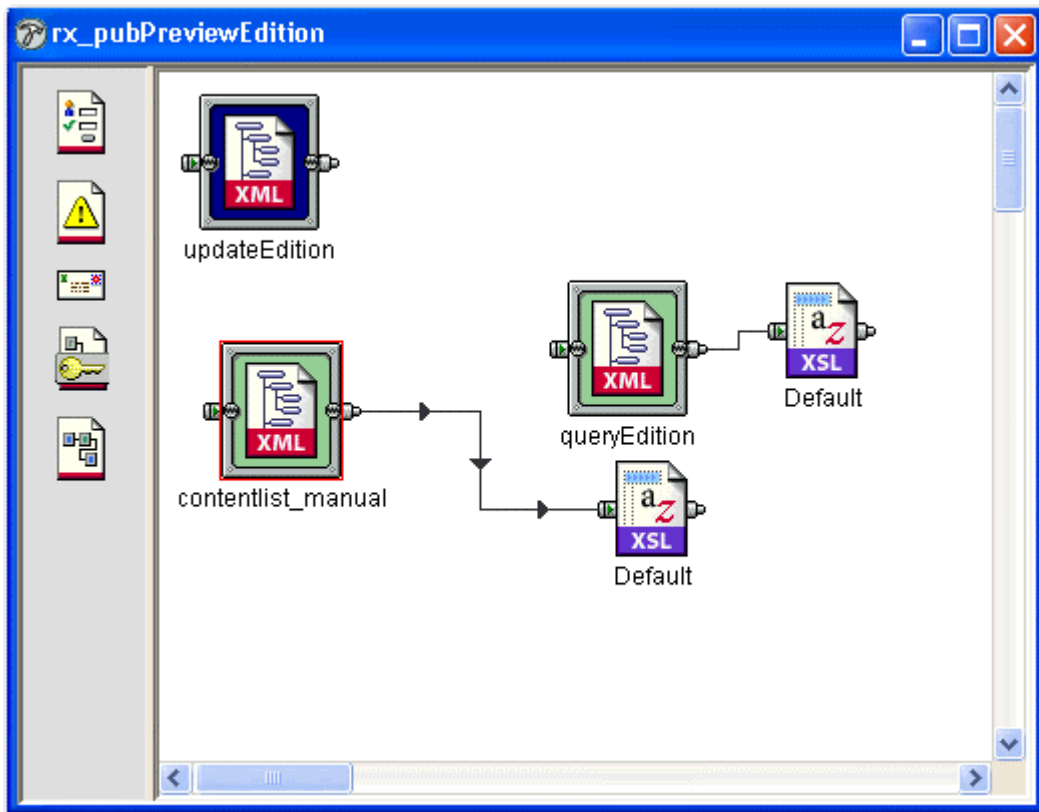 rx_pubPreviewEdition
XML
updateEdition
XML
queryEdition
a
z
XSL
Default
XML
contentlist_manual
a
z
XSL
Default